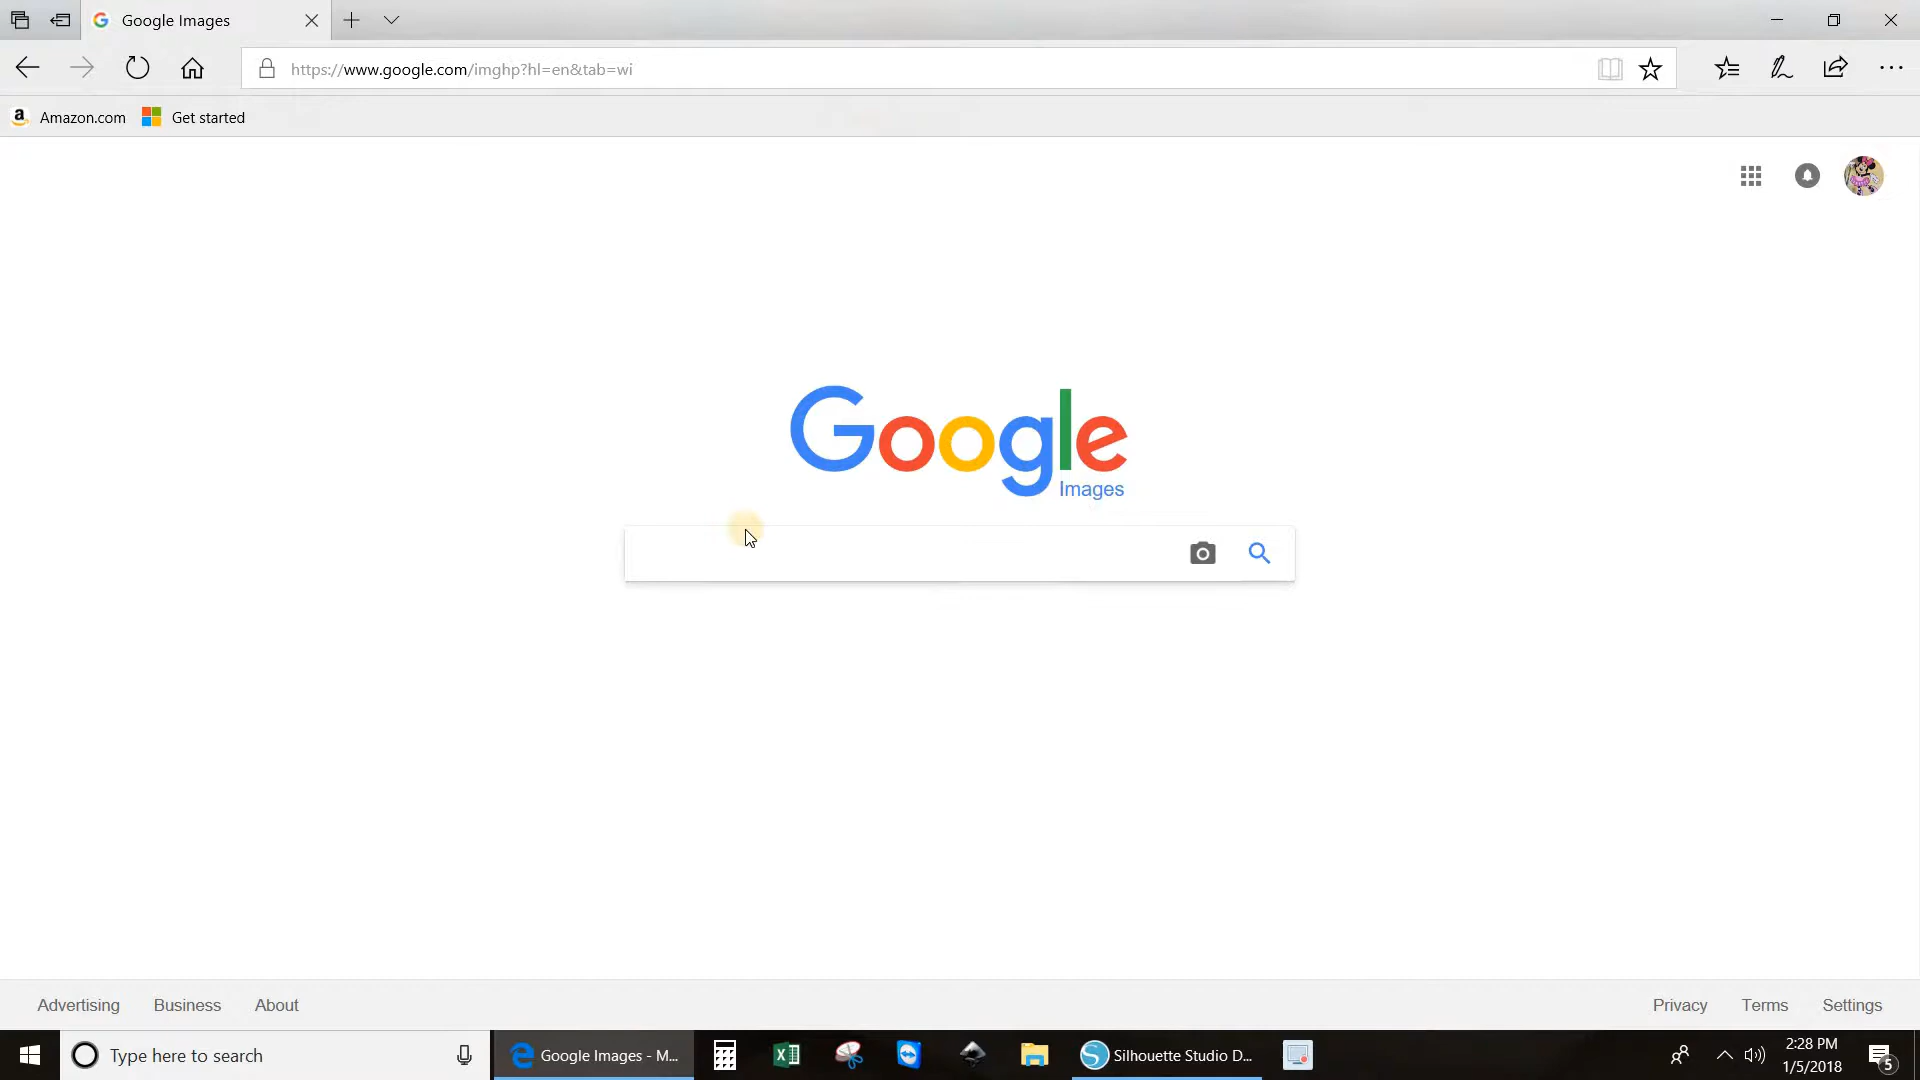 Google Images
https://www.google.com/imghp?hl=en&tab=wi
Amazon.com
Get started
Google
Images
Advertising
Business
About
Privacy
Terms
Settings
Type here to search
Google Images - M...
Silhouette Studio D...
2:28 PM
1/5/2018
5